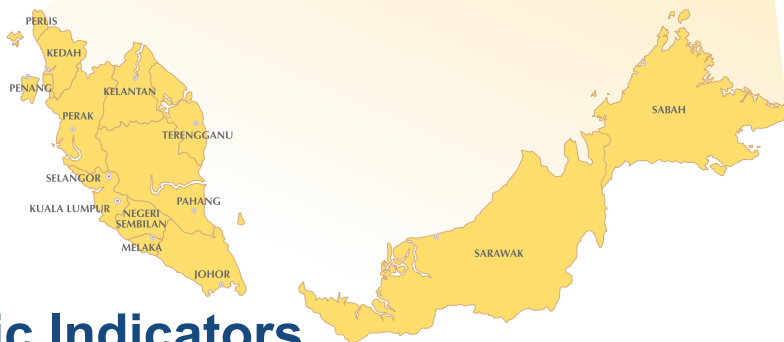 PERLIS
KEDAH
PENANG
KELANTAN
PERAK
TERENGGANU
SELANGOR
KUALA LUMPUR
PAHANG
NEGERI
SEMBILAN
MELAKA
JOHOR
SABAH
SARAWAK
ic Indicators